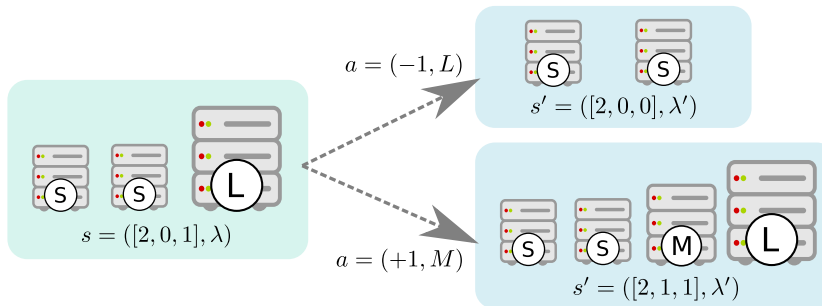 S S L
s = ([2, 0, 1], λ)
a = (−1, L)
S S
s′ = ([2, 0, 0], λ′)
a = (+1, M)
S S M L
s′ = ([2, 1, 1], λ′)